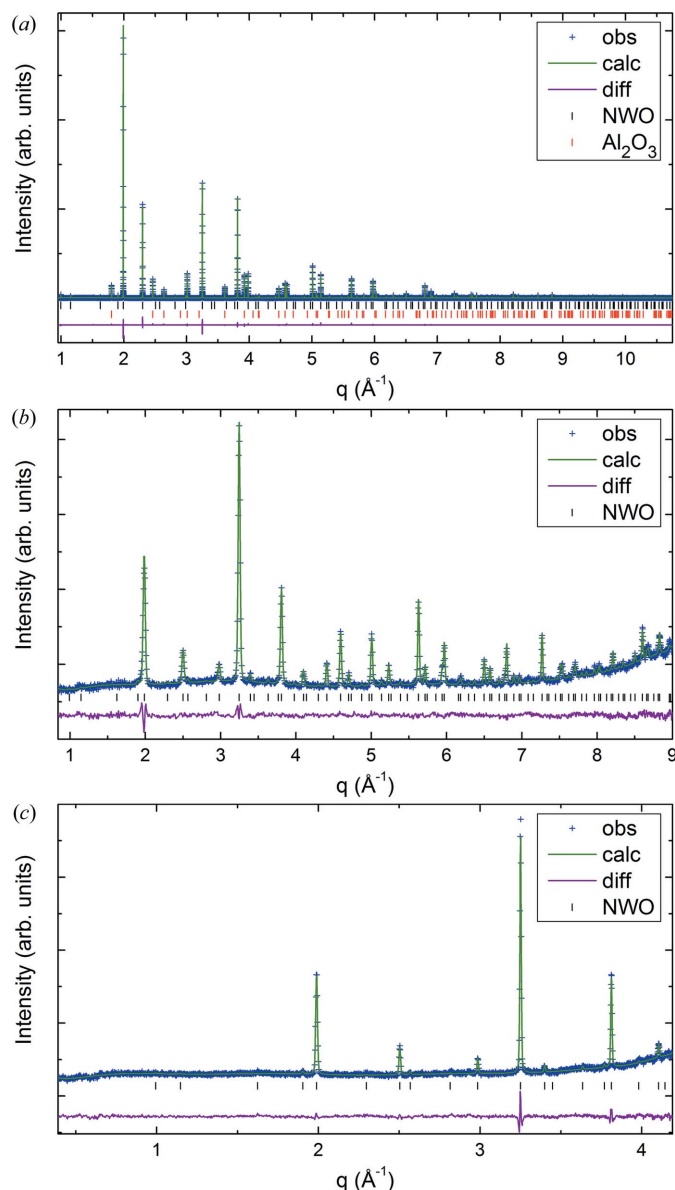 (a)
obs
calc
diff
NWO
Al₂O₃
Intensity (arb. units)
1 2 3 4 5 6 7 8 9 10
q (Å⁻¹)
(b)
obs
calc
diff
NWO
Intensity (arb. units)
1 2 3 4 5 6 7 8 9
q (Å⁻¹)
(c)
obs
calc
diff
NWO
Intensity (arb. units)
1 2 3 4
q (Å⁻¹)